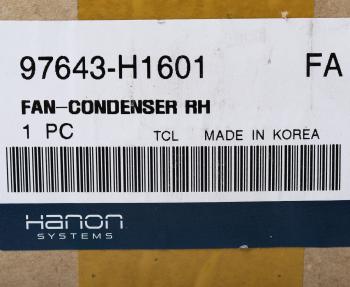 97643-H1601 FA
FAN-CONDENSER RH
1 PC TCL MADE IN KOREA
Hanon
SYSTEMS